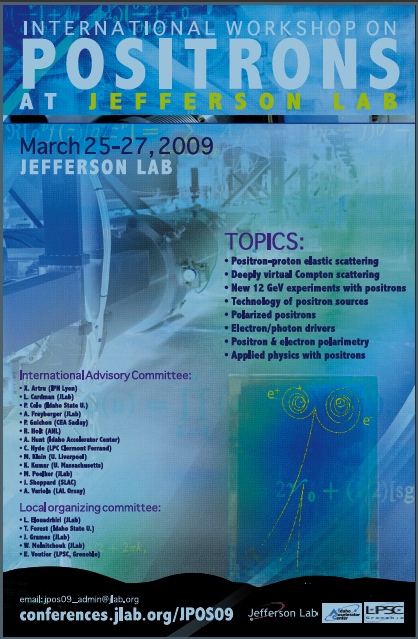 INTERNATIONAL WORKSHOP ON
POSITRONS
AT JEFFERSON LAB
March 25-27, 2009
JEFFERSON LAB
TOPICS:
• Positron-proton elastic scattering
• Deeply virtual Compton scattering
• New 12 GeV experiments with positrons
• Technology of positron sources
• Polarized positrons
• Electron/photon drivers
• Positron & electron polarimetry
• Applied physics with positrons
International Advisory Committee:
• X. Artru (IPN Lyon)
• L. Cardman (JLab)
• P. Cole (Idaho State U.)
• A. Freyberger (JLab)
• P. Guichon (CEA Saclay)
• R. Holt (ANL)
• A. Hunt (Idaho Accelerator Center)
• C. Hyde (LPC Clermont Ferrand)
• M. Klein (U. Liverpool)
• K. Kumar (U. Massachusetts)
• M. Poelker (JLab)
• J. Sheppard (SLAC)
• A. Variola (LAL Orsay)
Local organizing committee:
• L. Elouadrhiri (JLab)
• T. Forest (Idaho State U.)
• J. Grames (JLab)
• W. Melnitchouk (JLab)
• E. Voutier (LPSC, Grenoble)
e+
e-
email: jpos09_admin@jlab.org
conferences.jlab.org/JPOS09
Jefferson Lab
Idaho Accelerator Center
LPSC
Grenoble